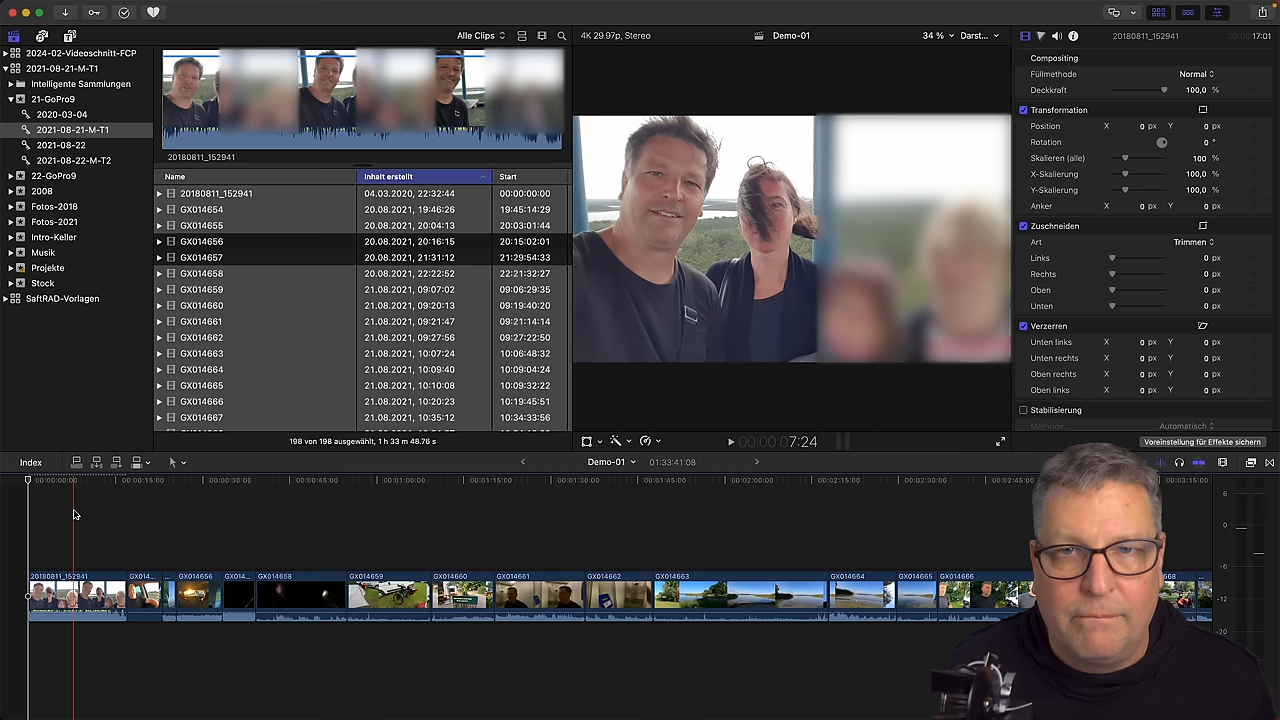 Alle Clips
4K 29.97p, Stereo
Demo-01
34 %
Darst...
20180811_152941
00:00:0017:01
2024-02-Videoschnitt-FCP
2021-08-21-M-T1
Intelligente Sammlungen
21-GoPro9
2020-03-04
2021-08-21-M-T1
2021-08-22
2021-08-22-M-T2
22-GoPro9
2008
Fotos-2018
Fotos-2021
Intro-Keller
Musik
Projekte
Stock
SaftRAD-Vorlagen
20180811_152941
Name Inhalt erstellt Start
20180811_152941 04.03.2020, 22:32:44 00:00:00:00
GX014654 20.08.2021, 19:46:26 19:45:14:29
GX014655 20.08.2021, 20:04:13 20:03:01:44
GX014656 20.08.2021, 20:16:15 20:15:02:01
GX014657 20.08.2021, 21:31:12 21:29:54:33
GX014658 20.08.2021, 22:22:52 22:21:32:27
GX014659 21.08.2021, 09:07:02 09:06:29:35
GX014660 21.08.2021, 09:20:13 09:19:40:20
GX014661 21.08.2021, 09:21:47 09:21:14:14
GX014662 21.08.2021, 09:27:56 09:27:22:50
GX014663 21.08.2021, 10:07:24 10:06:48:32
GX014664 21.08.2021, 10:09:40 10:09:04:24
GX014665 21.08.2021, 10:10:08 10:09:32:22
GX014666 21.08.2021, 10:20:23 10:19:45:51
GX014667 21.08.2021, 10:35:12 10:34:33:56
198 von 198 ausgewählt, 1 h 33 m 48.76 s
00:00:07:24
Compositing
Füllmethode Normal
Deckkraft 100,0 %
Transformation
Position X 0 px Y 0 px
Rotation 0 °
Skalieren (alle) 100 %
X-Skalierung 100,0 %
Y-Skalierung 100,0 %
Anker X 0 px Y 0 px
Zuschneiden
Art Trimmen
Links 0 px
Rechts 0 px
Oben 0 px
Unten 0 px
Verzerren
Unten links X 0 px Y 0 px
Unten rechts X 0 px Y 0 px
Oben rechts X 0 px Y 0 px
Oben links X 0 px Y 0 px
Stabilisierung
Methode Automatisch
Voreinstellung für Effekte sichern
Index
Demo-01
01:33:41:08
00:00:00:00 00:00:15:00 00:00:30:00 00:00:45:00 00:01:00:00 00:01:15:00 00:01:30:00 00:01:45:00 00:02:00:00 00:02:15:00 00:02:30:00 00:02:45:00 00:03:15:00
20180811_152941 GX014... GX014656 GX014... GX014658 GX014659 GX014660 GX014661 GX014662 GX014663 GX014664 GX014665 GX014666 668
6
0
-6
-12
-20